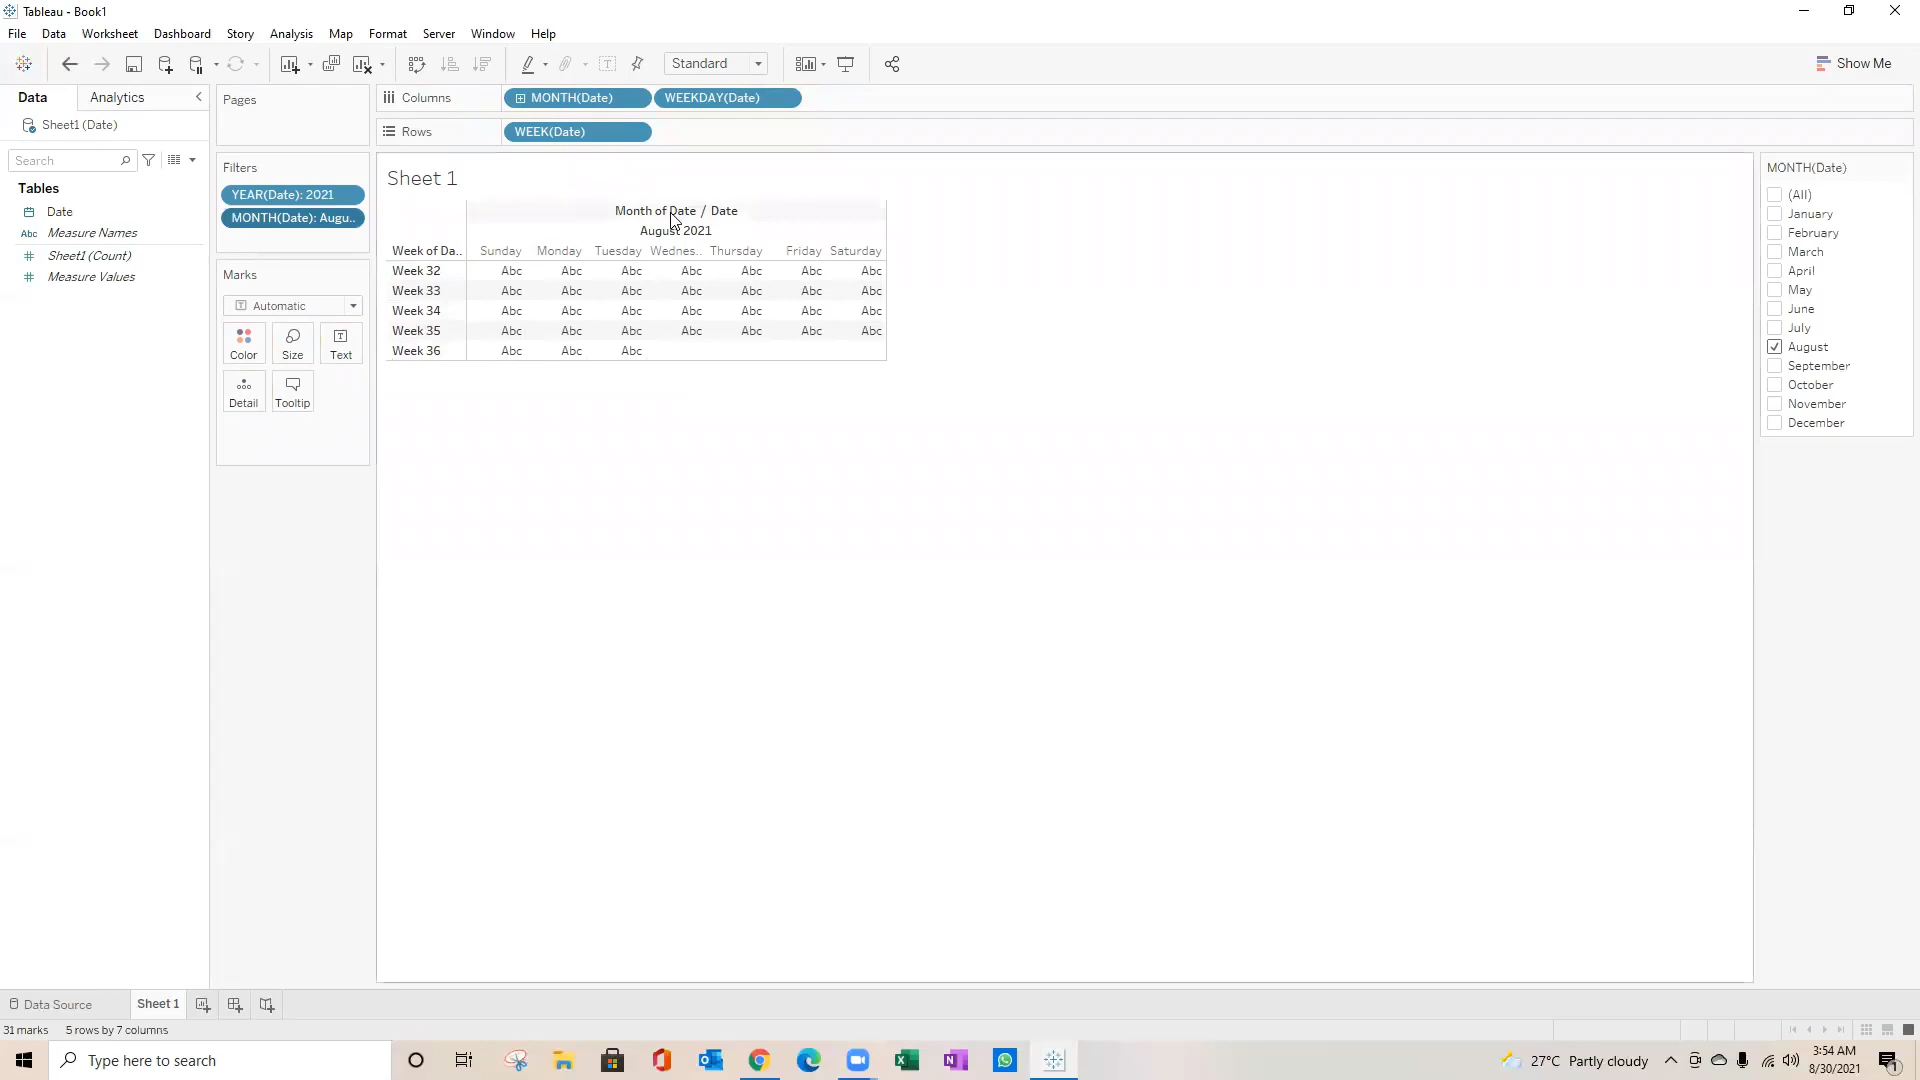 Tableau - Book1
File Data Worksheet Dashboard Story Analysis Map Format Server Window Help
Standard
Show Me
Data Analytics
Sheet1 (Date)
Search
Tables
Date
Abc Measure Names
Sheet1 (Count)
Measure Values
Pages
Filters
YEAR(Date): 2021
MONTH(Date): Augu..
Marks
Automatic
Color Size Text
Detail Tooltip
Columns MONTH(Date) WEEKDAY(Date)
Rows WEEK(Date)
Sheet 1
Month of Date / Date
August 2021
Week of Da.. Sunday Monday Tuesday Wednes.. Thursday Friday Saturday
Week 32 Abc Abc Abc Abc Abc Abc Abc
Week 33 Abc Abc Abc Abc Abc Abc Abc
Week 34 Abc Abc Abc Abc Abc Abc Abc
Week 35 Abc Abc Abc Abc Abc Abc Abc
Week 36 Abc Abc Abc
MONTH(Date)
(All)
January
February
March
April
May
June
July
August
September
October
November
December
Data Source Sheet 1
31 marks 5 rows by 7 columns
Type here to search
27°C Partly cloudy
3:54 AM
8/30/2021
1